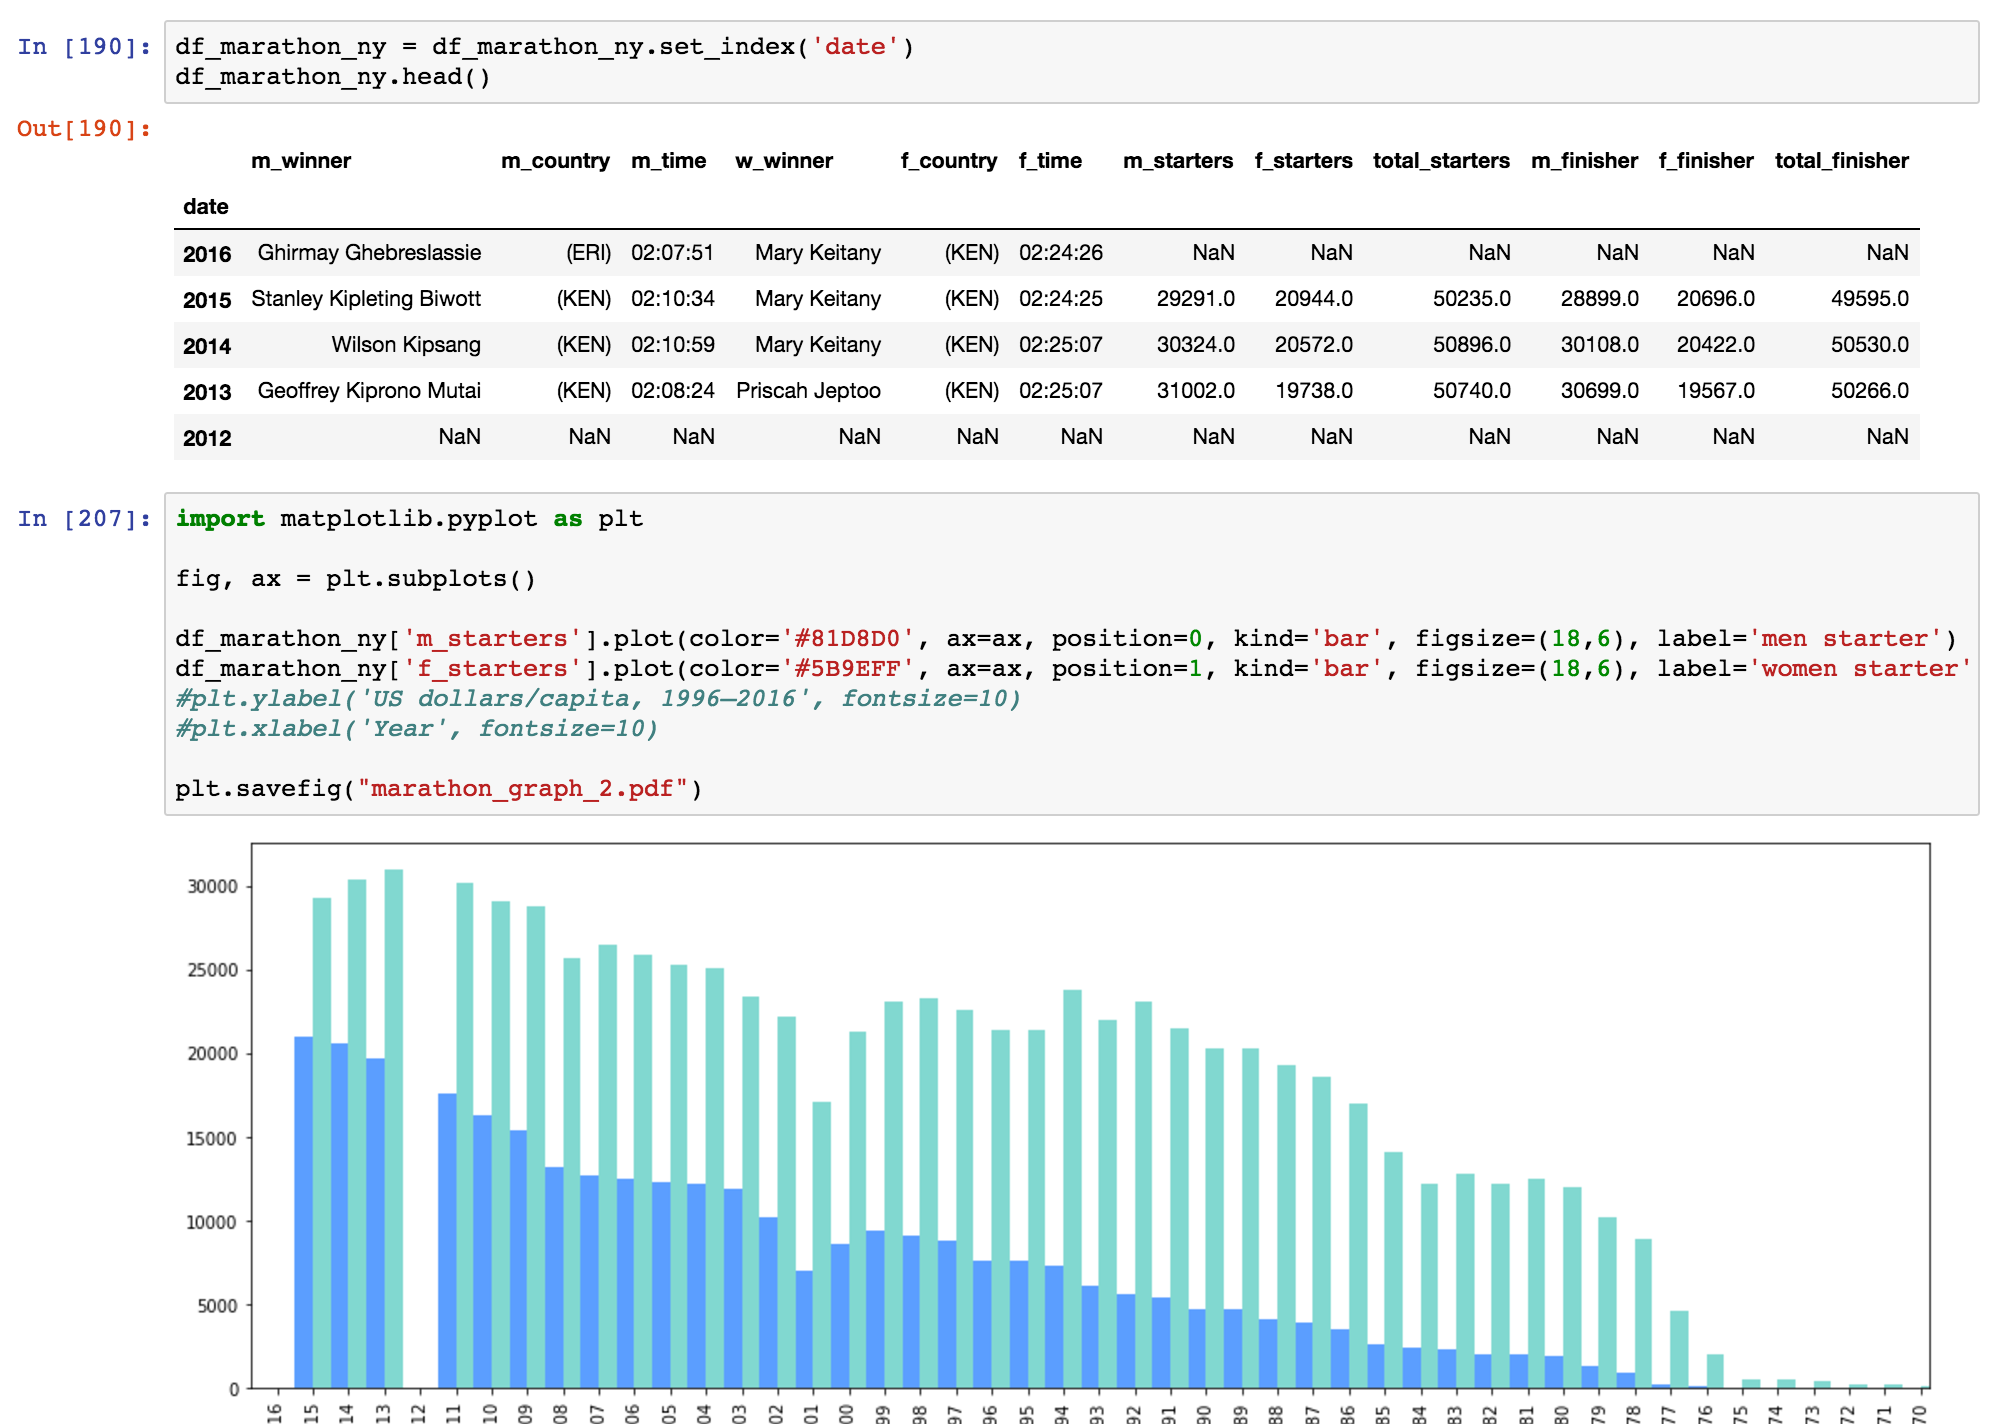 In [190]: df_marathon_ny = df_marathon_ny.set_index('date')
df_marathon_ny.head()
Out[190]:
m_winner m_country m_time w_winner f_country f_time m_starters f_starters total_starters m_finisher f_finisher total_finisher
date
2016 Ghirmay Ghebreslassie (ERI) 02:07:51 Mary Keitany (KEN) 02:24:26 NaN NaN NaN NaN NaN NaN
2015 Stanley Kipleting Biwott (KEN) 02:10:34 Mary Keitany (KEN) 02:24:25 29291.0 20944.0 50235.0 28899.0 20696.0 49595.0
2014 Wilson Kipsang (KEN) 02:10:59 Mary Keitany (KEN) 02:25:07 30324.0 20572.0 50896.0 30108.0 20422.0 50530.0
2013 Geoffrey Kiprono Mutai (KEN) 02:08:24 Priscah Jeptoo (KEN) 02:25:07 31002.0 19738.0 50740.0 30699.0 19567.0 50266.0
2012 NaN NaN NaN NaN NaN NaN NaN NaN NaN NaN NaN NaN
In [207]: import matplotlib.pyplot as plt
fig, ax = plt.subplots()
df_marathon_ny['m_starters'].plot(color='#81D8D0', ax=ax, position=0, kind='bar', figsize=(18,6), label='men starter')
df_marathon_ny['f_starters'].plot(color='#5B9EFF', ax=ax, position=1, kind='bar', figsize=(18,6), label='women starter'
#plt.ylabel('US dollars/capita, 1996–2016', fontsize=10)
#plt.xlabel('Year', fontsize=10)
plt.savefig("marathon_graph_2.pdf")
30000
25000
20000
15000
10000
5000
0
16 15 14 13 12 11 10 09 08 07 06 05 04 03 02 01 00 99 98 97 96 95 94 93 92 91 90 89 88 87 86 85 84 83 82 81 80 79 78 77 76 75 74 73 72 71 70